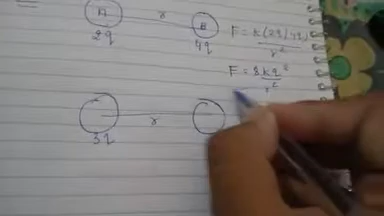 A r B
2q 4q
F = k(2q)(4q)
r²
F = 8kq²
r²
r
3q